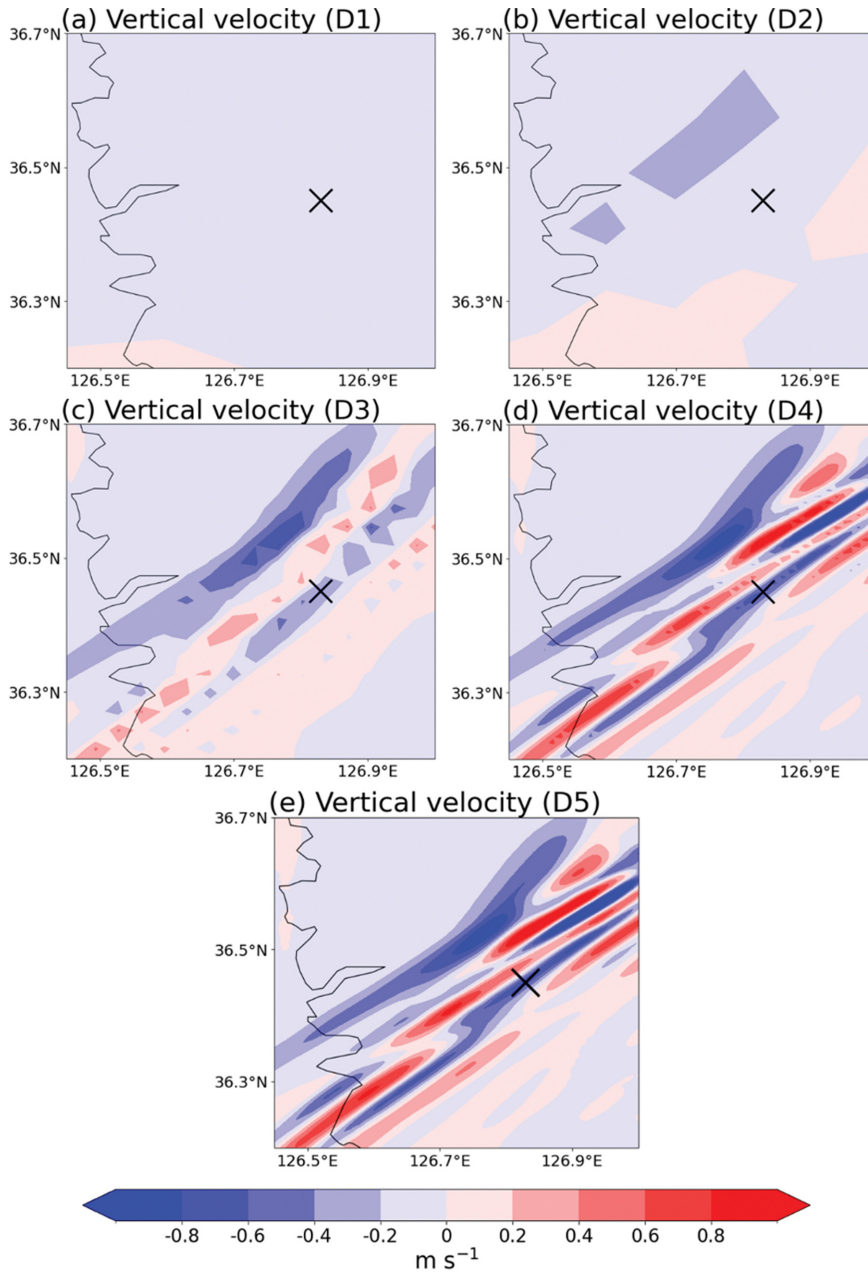 (a) Vertical velocity (D1)
(b) Vertical velocity (D2)
36.7°N
36.7°N
36.5°N
36.5°N
36.3°N
36.3°N
126.5°E 126.7°E 126.9°E
126.5°E 126.7°E 126.9°E
(c) Vertical velocity (D3)
(d) Vertical velocity (D4)
36.7°N
36.7°N
36.5°N
36.5°N
36.3°N
36.3°N
126.5°E 126.7°E 126.9°E
126.5°E 126.7°E 126.9°E
(e) Vertical velocity (D5)
36.7°N
36.5°N
36.3°N
126.5°E 126.7°E 126.9°E
-0.8 -0.6 -0.4 -0.2 0 0.2 0.4 0.6 0.8
m s⁻¹